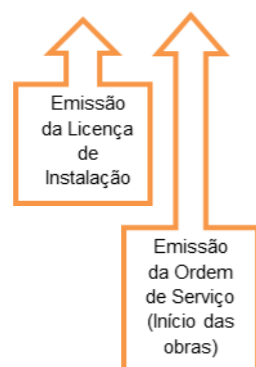 Emissão
da Licença
de
Instalação
Emissão
da Ordem
de Serviço
(Início das
obras)